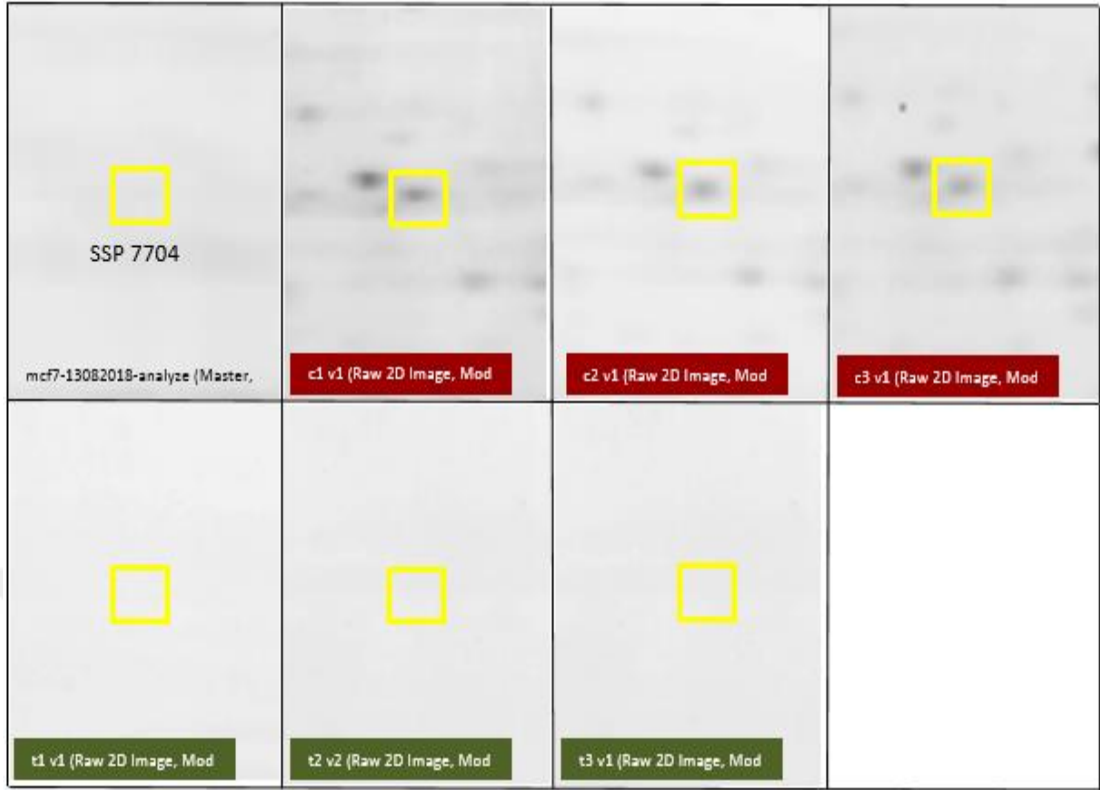 SSP 7704
mcf7-13082018-analyze (Master,
c1 v1 (Raw 2D Image, Mod
c2 v1 (Raw 2D Image, Mod
c3 v1 (Raw 2D Image, Mod
t1 v1 (Raw 2D Image, Mod
t2 v2 (Raw 2D Image, Mod
t3 v1 (Raw 2D Image, Mod